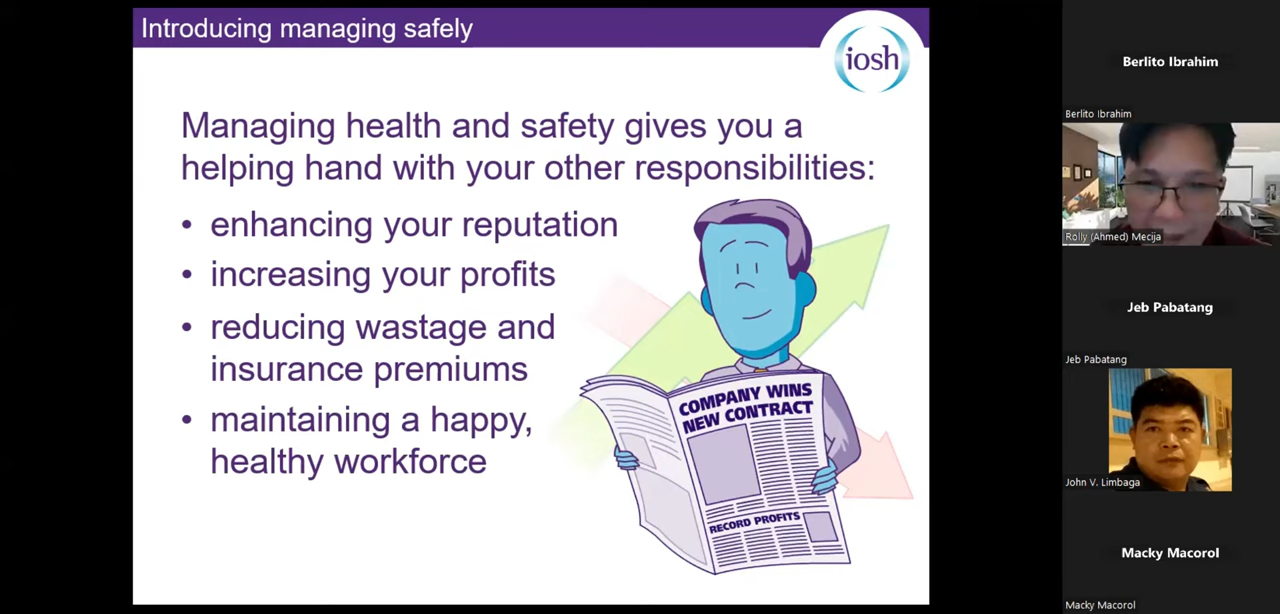 Introducing managing safely
iosh
Managing health and safety gives you a
helping hand with your other responsibilities:
• enhancing your reputation
• increasing your profits
• reducing wastage and
insurance premiums
• maintaining a happy,
healthy workforce
COMPANY WINS
NEW CONTRACT
RECORD PROFITS
Berlito Ibrahim
Berlito Ibrahim
Rolly (Ahmed) Mecija
Jeb Pabatang
Jeb Pabatang
John V. Limbaga
Macky Macorol
Macky Macorol